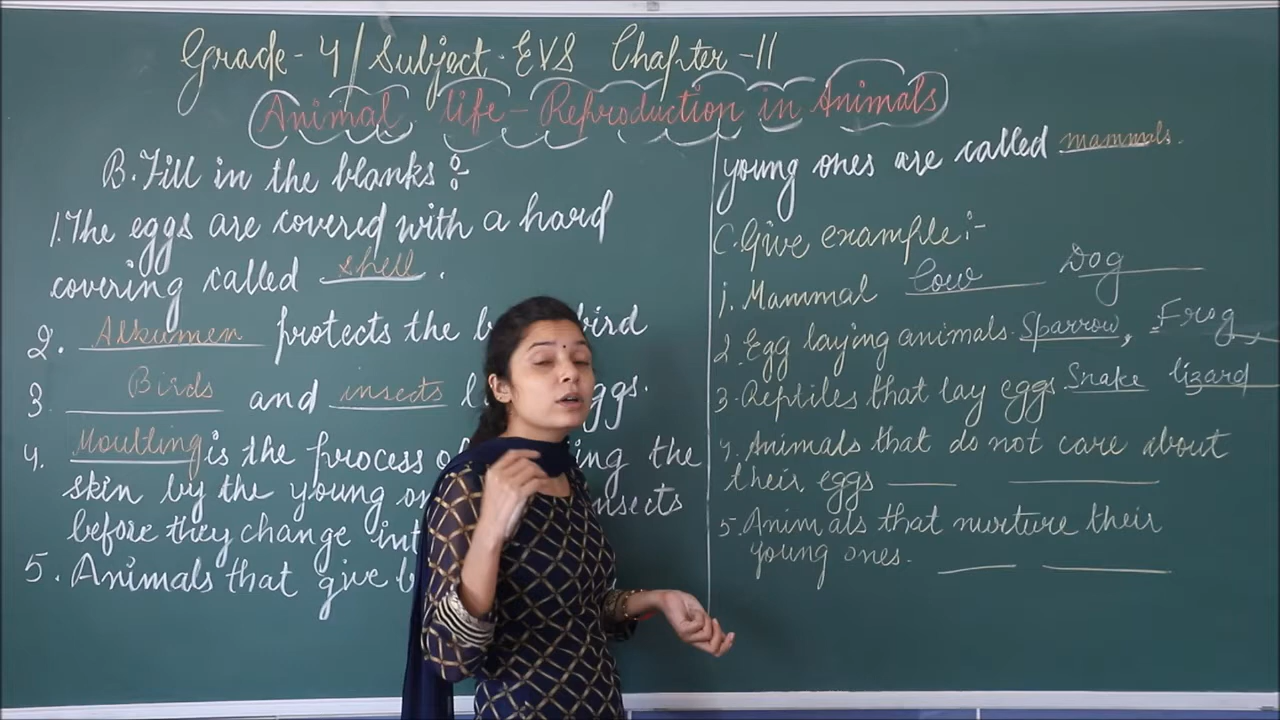 Grade-4/Subject-EVS Chapter-11
Animal life-Reproduction in Animals
B. Fill in the blanks:-
1. The eggs are covered with a hard
covering called shell.
2. Albumen protects the bird
3. Birds and insects
4. Moulting is the process the
skin by the young insects
before they change
5. Animals that give
young ones are called mammals.
C. Give example:-
1. Mammal Cow Dog
2. Egg laying animals. Sparrow, Frog
3. Reptiles that lay eggs. Snake lizard
4. Animals that do not care about
their eggs
5. Animals that nurture their
young ones.